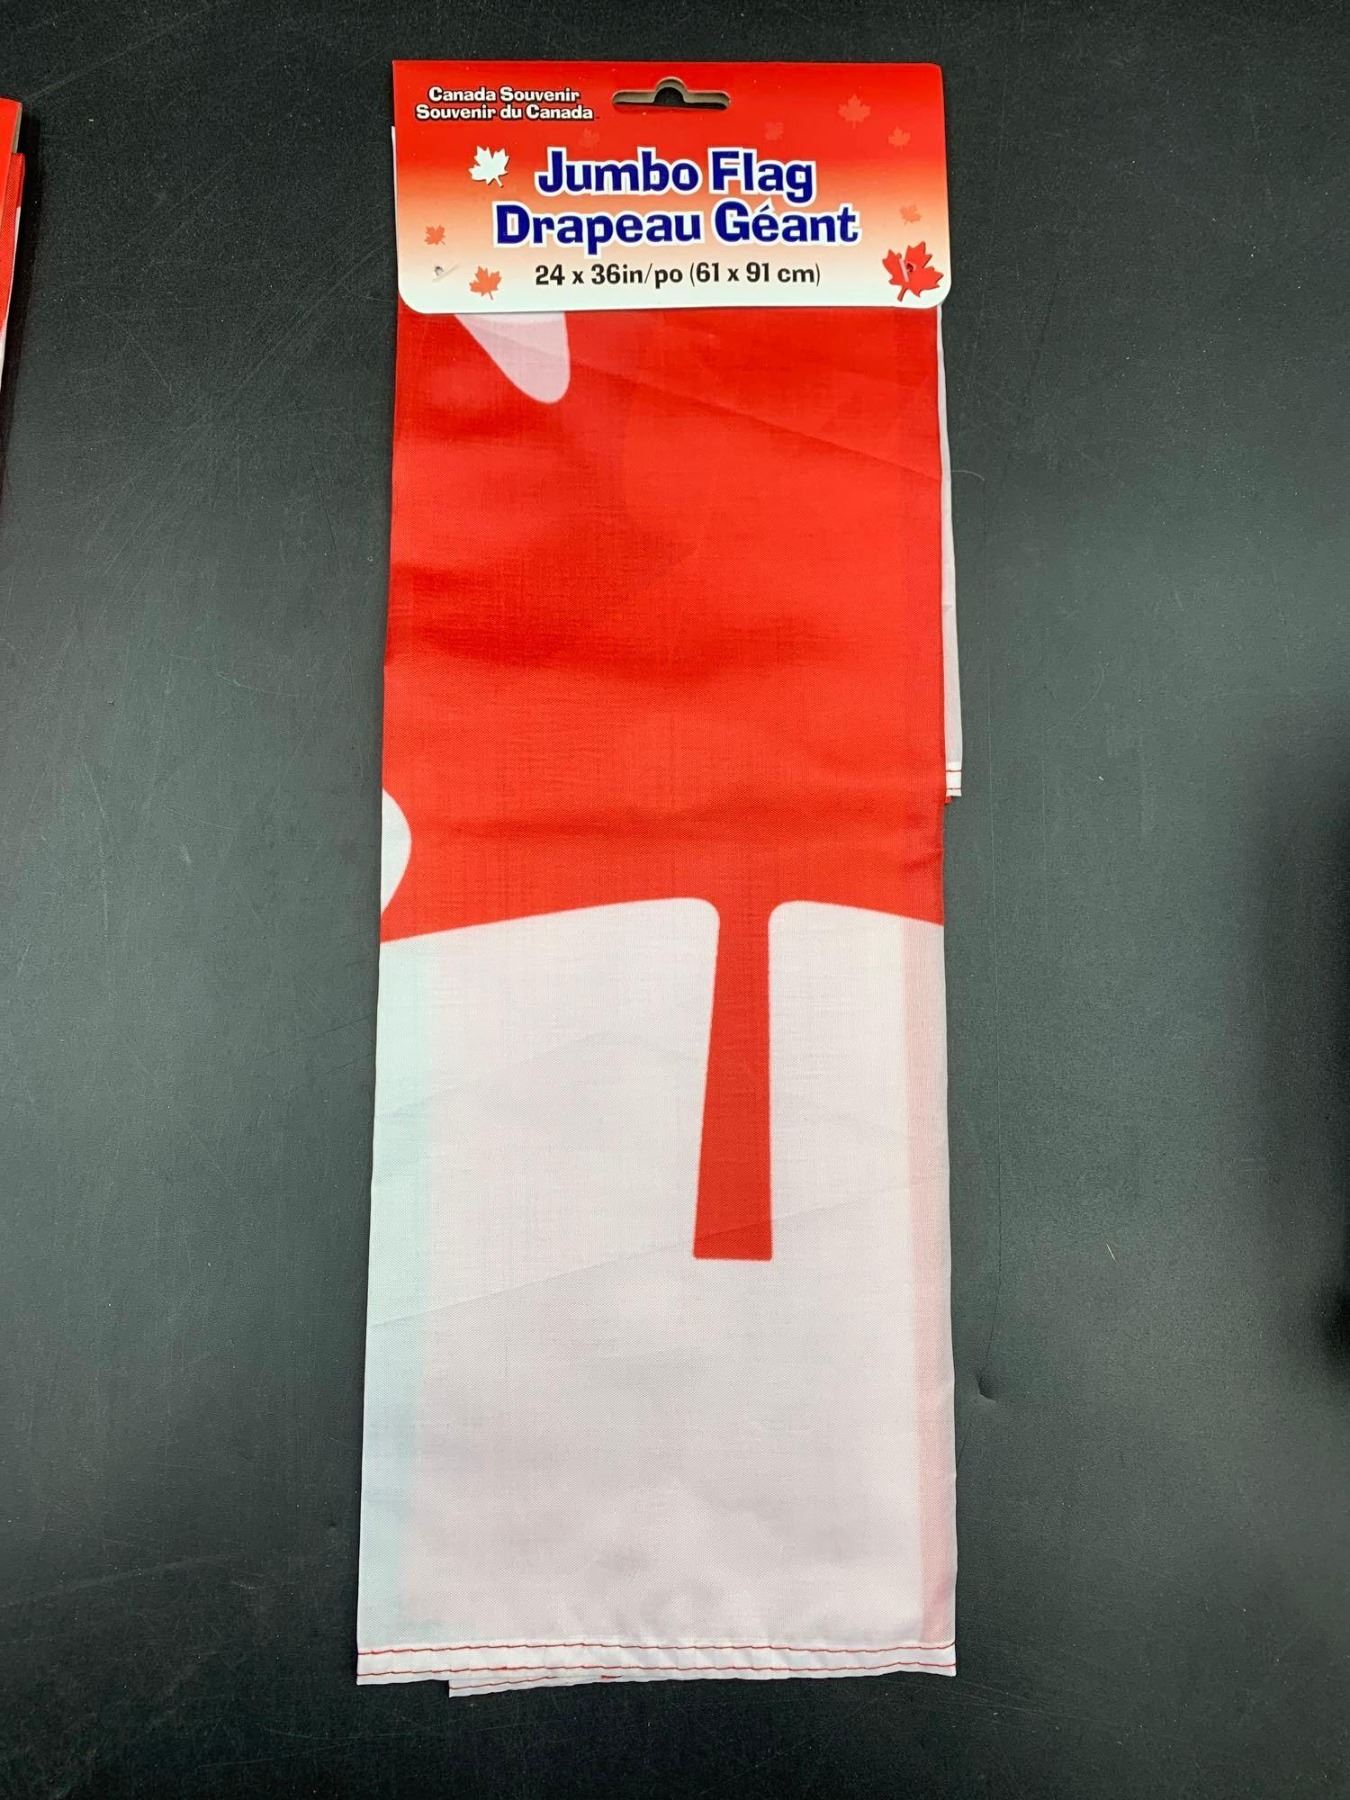 Canada Souvenir
Souvenir du Canada
Jumbo Flag
Drapeau Géant
24 x 36in/po (61 x 91 cm)